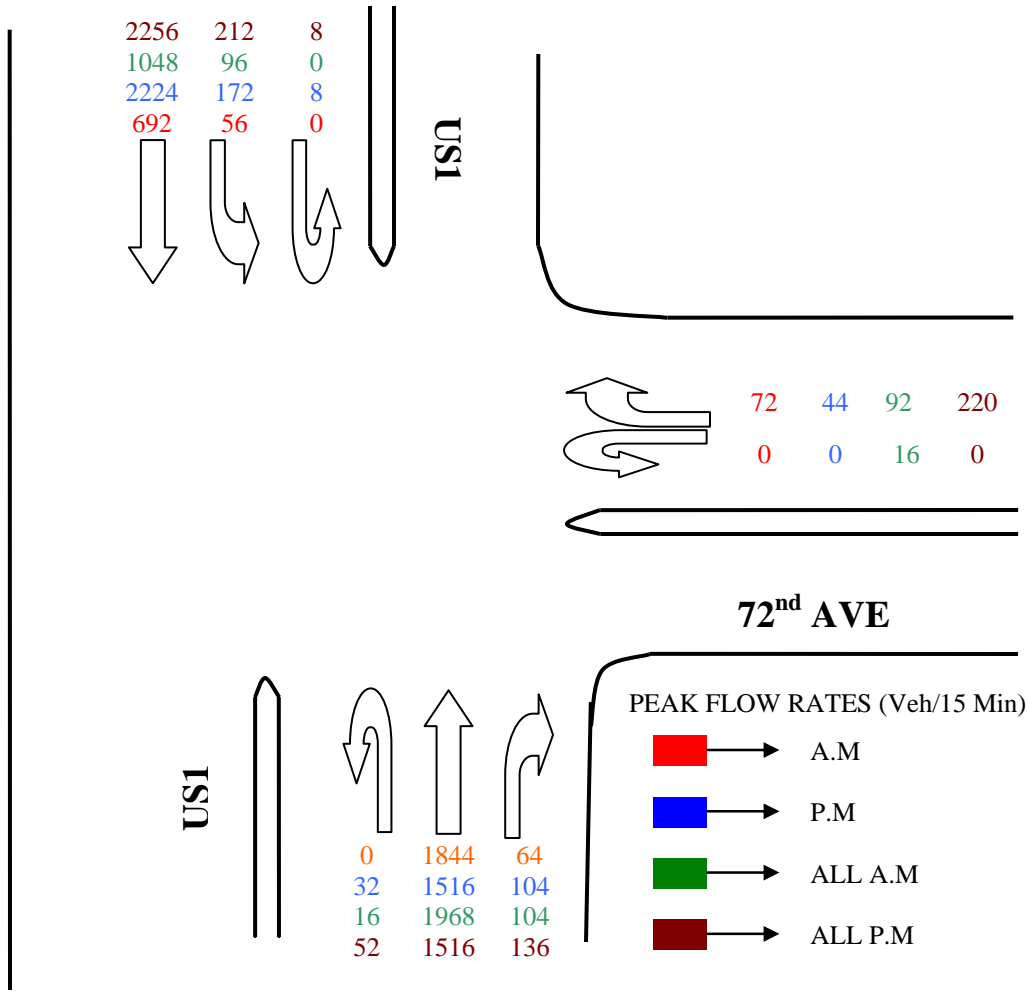 2256 212 8
1048 96 0
2224 172 8
692 56 0
US1
72 44 92 220
0 0 16 0
72nd AVE
PEAK FLOW RATES (Veh/15 Min)
A.M
P.M
ALL A.M
ALL P.M
US1
0 1844 64
32 1516 104
16 1968 104
52 1516 136